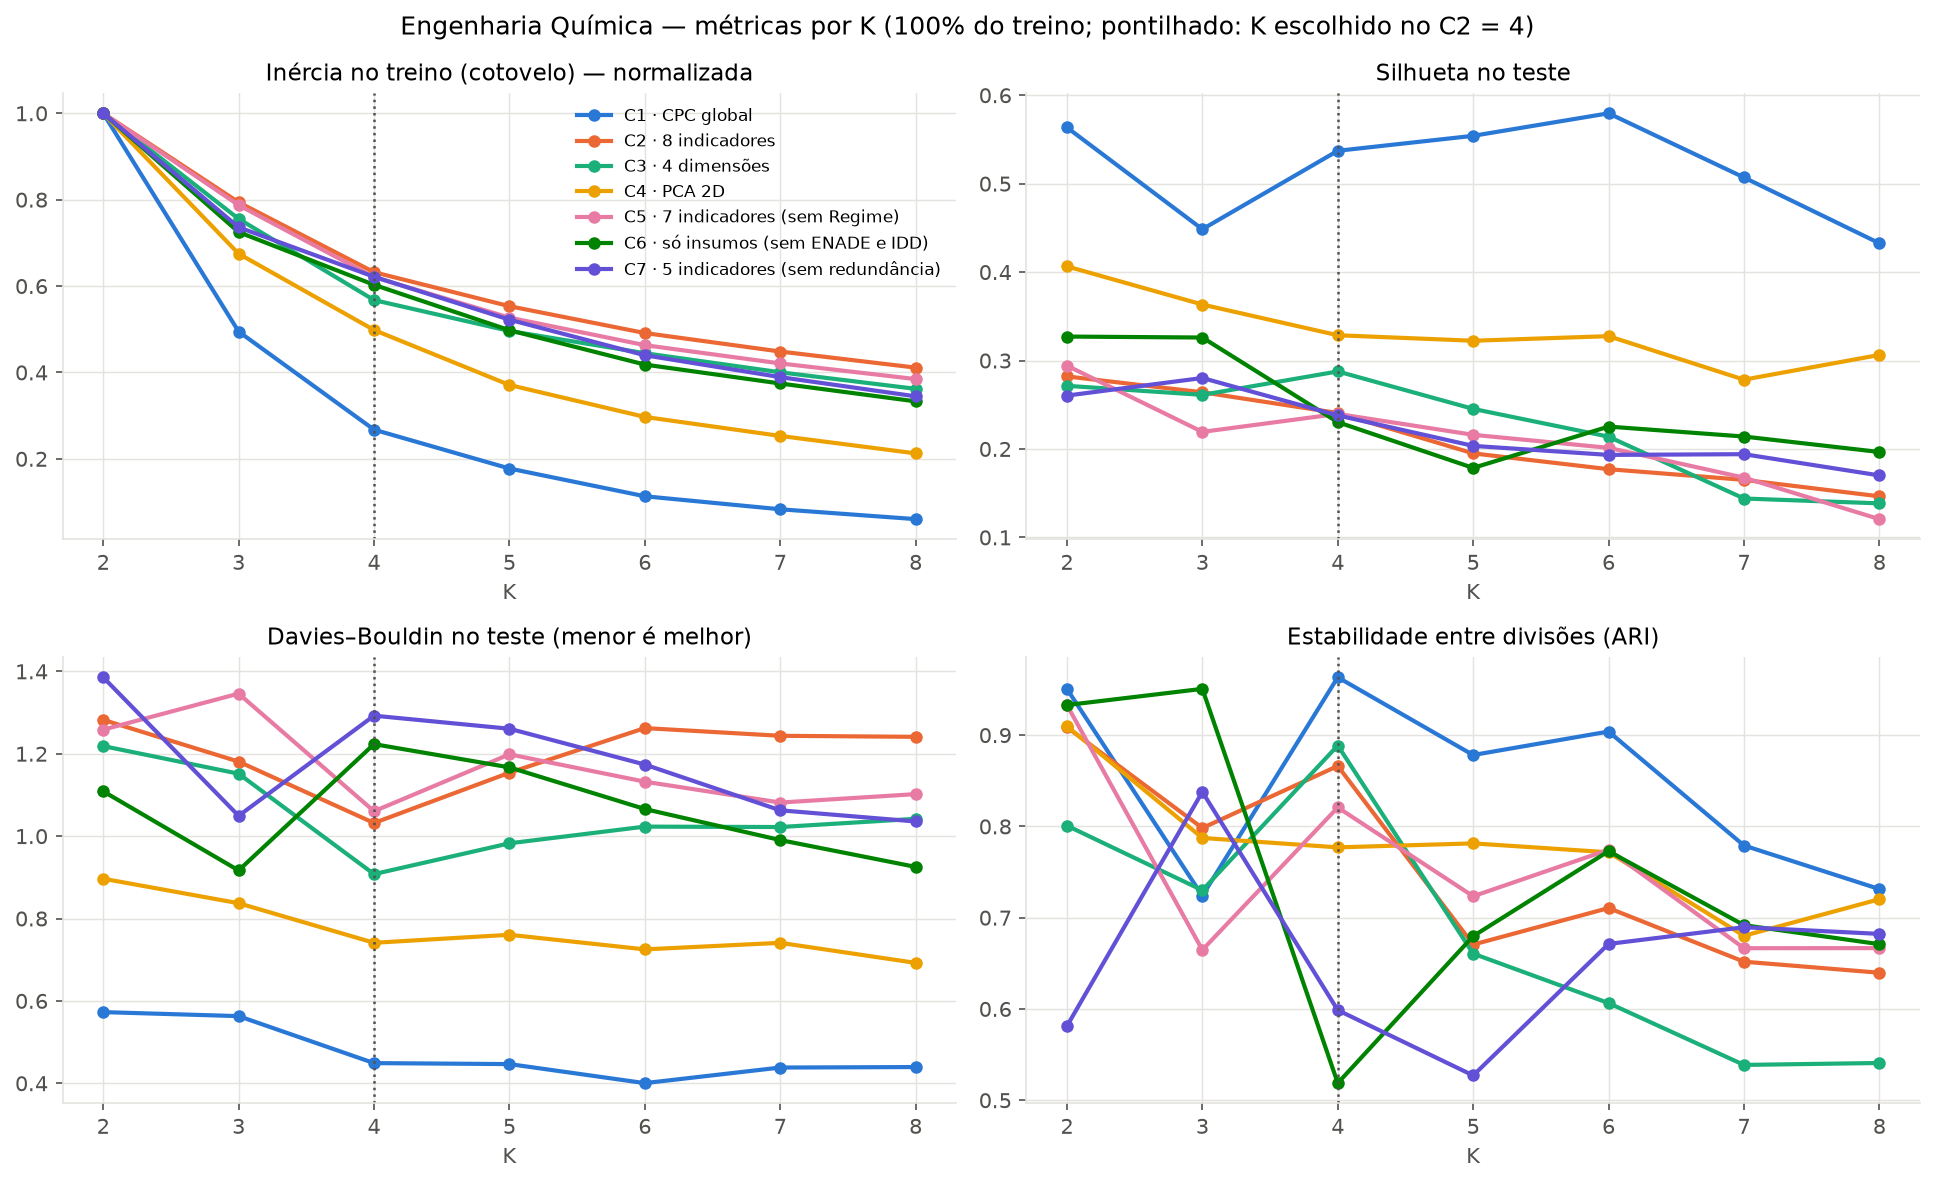 Engenharia Química — métricas por K (100% do treino; pontilhado: K escolhido no C2 = 4)
Inércia no treino (cotovelo) — normalizada
1.0
0.8
0.6
0.4
0.2
2 3 4 5 6 7 8
K
C1 · CPC global
C2 · 8 indicadores
C3 · 4 dimensões
C4 · PCA 2D
C5 · 7 indicadores (sem Regime)
C6 · só insumos (sem ENADE e IDD)
C7 · 5 indicadores (sem redundância)
Silhueta no teste
0.6
0.5
0.4
0.3
0.2
0.1
2 3 4 5 6 7 8
K
Davies–Bouldin no teste (menor é melhor)
1.4
1.2
1.0
0.8
0.6
0.4
2 3 4 5 6 7 8
K
Estabilidade entre divisões (ARI)
0.9
0.8
0.7
0.6
0.5
2 3 4 5 6 7 8
K